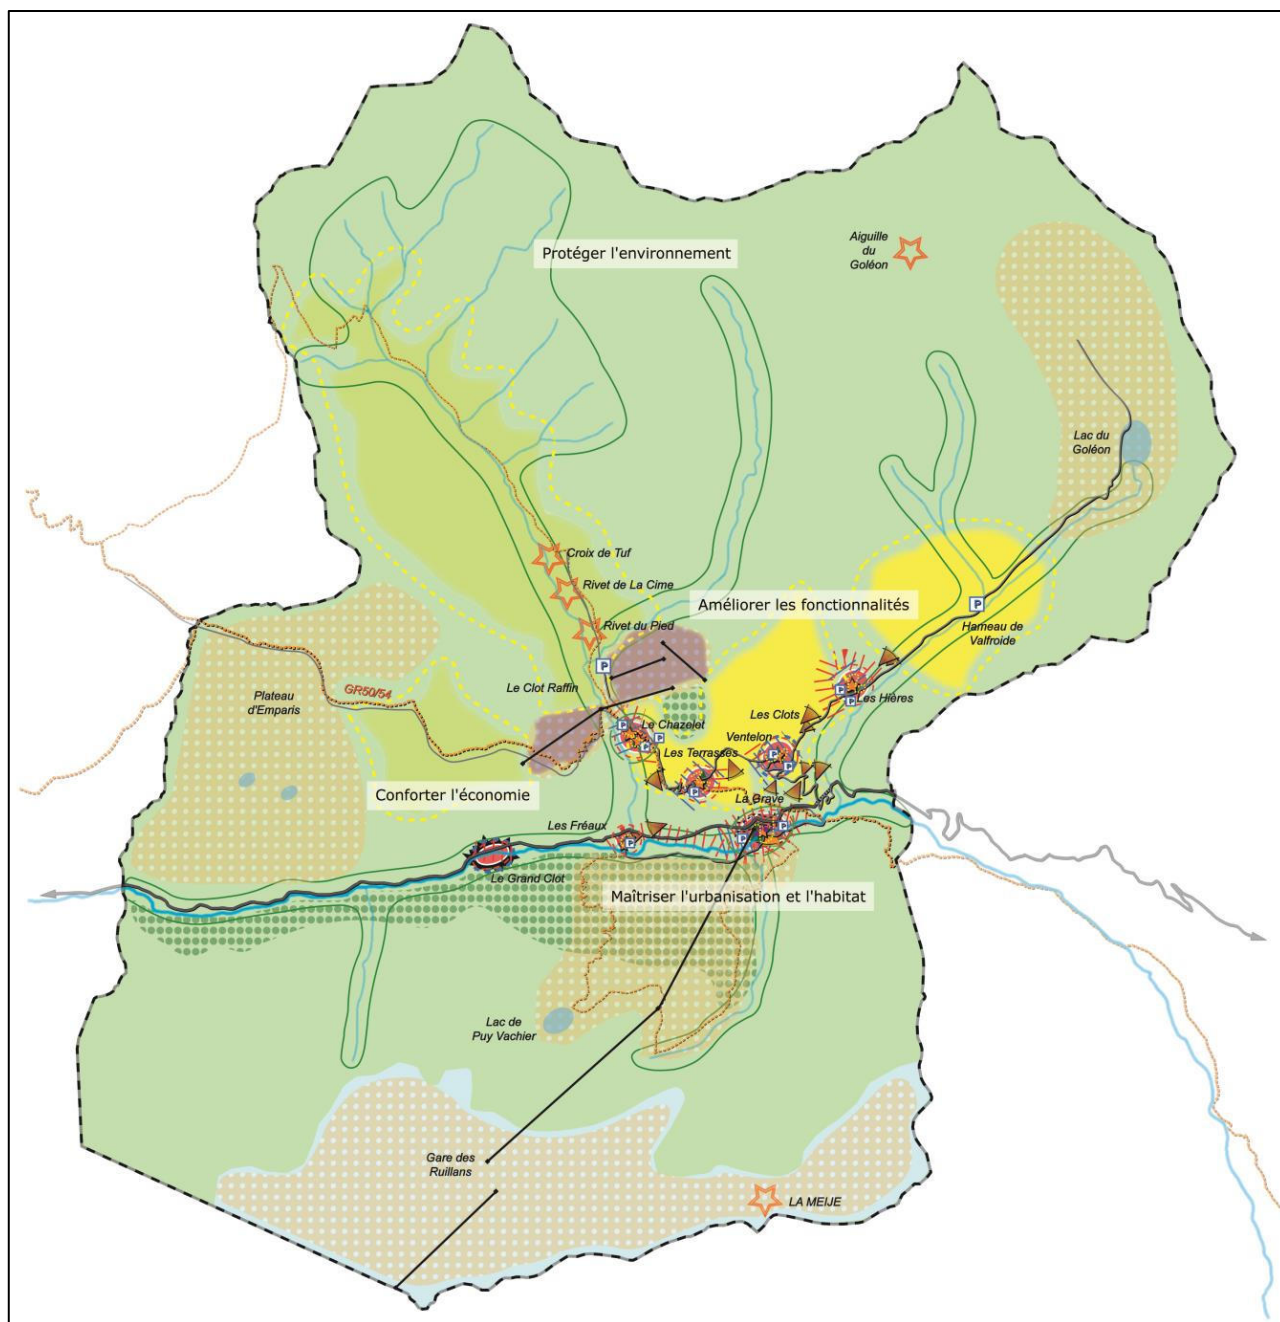 Protéger l'environnement
Aiguille
du
Goléon
Lac du
Goléon
Croix de Tuf
Rivet de La Cime
Améliorer les fonctionnalités
Rivet du Pied
Hameau de
Valfroide
P
P
Le Clot Raffin
GR50/54
Plateau
d'Emparis
Les Hières
P
P
Les Clots
Le Chazelet
P
P
P
Ventelon
P
P
Les Terrasses
P
Conforter l'économie
La Grave
P
P
Les Fréaux
P
Le Grand Clot
Maîtriser l'urbanisation et l'habitat
Lac de
Puy Vachier
Gare des
Ruillans
LA MEIJE